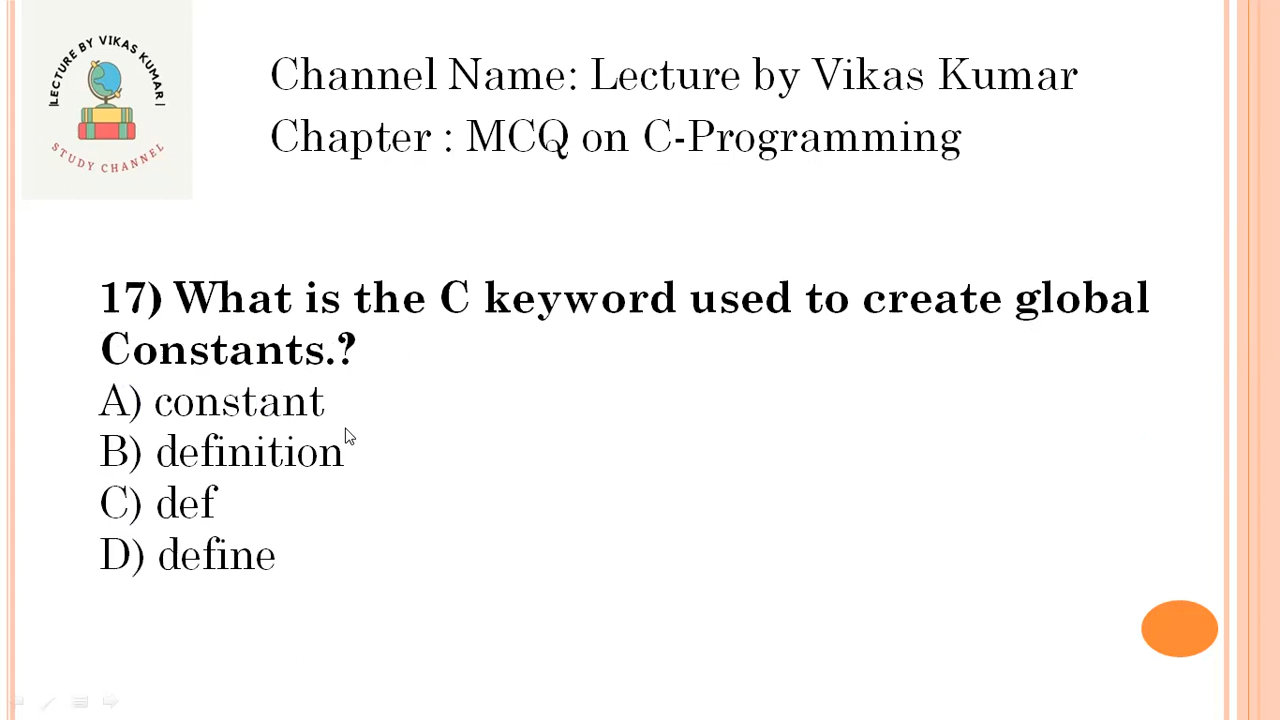 LECTURE BY VIKAS KUMAR
STUDY CHANNEL
Channel Name: Lecture by Vikas Kumar
Chapter : MCQ on C-Programming
17) What is the C keyword used to create global
Constants.?
A) constant
B) definition
C) def
D) define